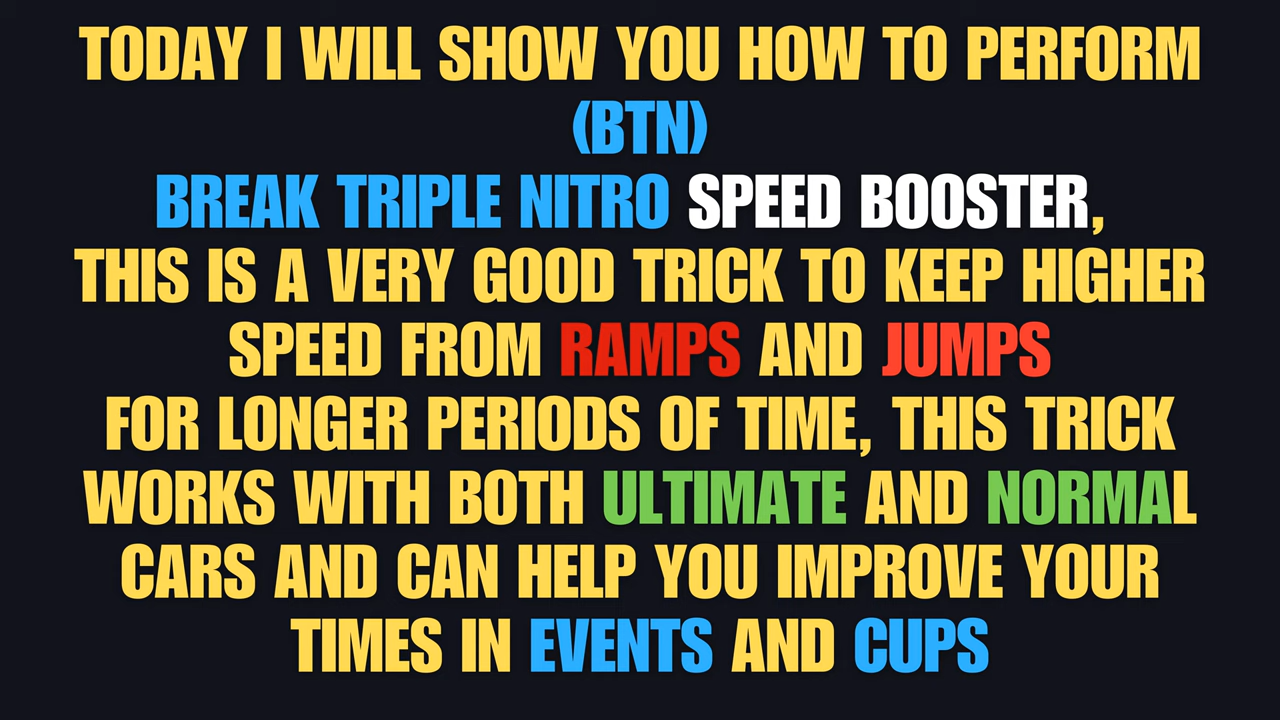 TODAY I WILL SHOW YOU HOW TO PERFORM
(BTN)
BREAK TRIPLE NITRO SPEED BOOSTER,
THIS IS A VERY GOOD TRICK TO KEEP HIGHER
SPEED FROM RAMPS AND JUMPS
FOR LONGER PERIODS OF TIME, THIS TRICK
WORKS WITH BOTH ULTIMATE AND NORMAL
CARS AND CAN HELP YOU IMPROVE YOUR
TIMES IN EVENTS AND CUPS